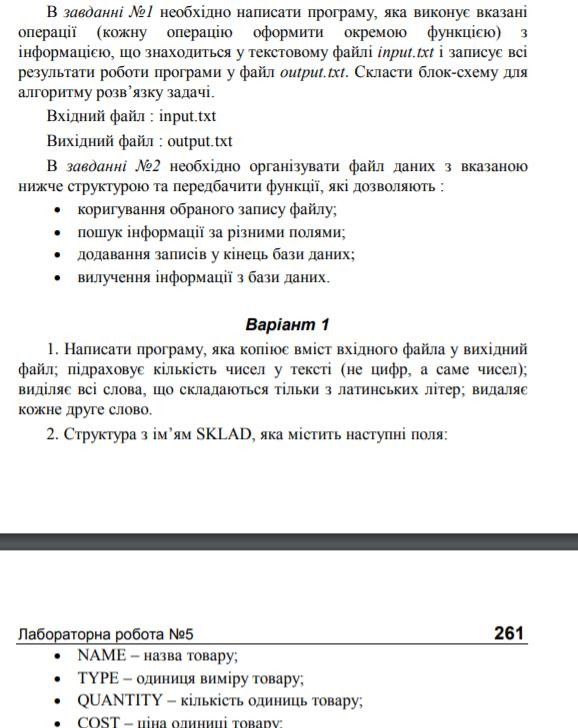 В завданні №1 необхідно написати програму, яка виконує вказані
операції (кожну операцію оформити окремою функцією) з
інформацією, що знаходиться у текстовому файлі input.txt і записує всі
результати роботи програми у файл output.txt. Скласти блок-схему для
алгоритму розв’язку задачі.
Вхідний файл : input.txt
Вихідний файл : output.txt
В завданні №2 необхідно організувати файл даних з вказаною
нижче структурою та передбачити функції, які дозволяють :
• коригування обраного запису файлу;
• пошук інформації за різними полями;
• додавання записів у кінець бази даних;
• вилучення інформації з бази даних.
Варіант 1
1. Написати програму, яка копіює вміст вхідного файла у вихідний
файл; підраховує кількість чисел у тексті (не цифр, а саме чисел);
виділяє всі слова, що складаються тільки з латинських літер; видаляє
кожне друге слово.
2. Структура з ім’ям SKLAD, яка містить наступні поля:
Лабораторна робота №5 261
• NAME – назва товару;
• TYPE – одиниця виміру товару;
• QUANTITY – кількість одиниць товару;
• COST – ціна одиниці товару;